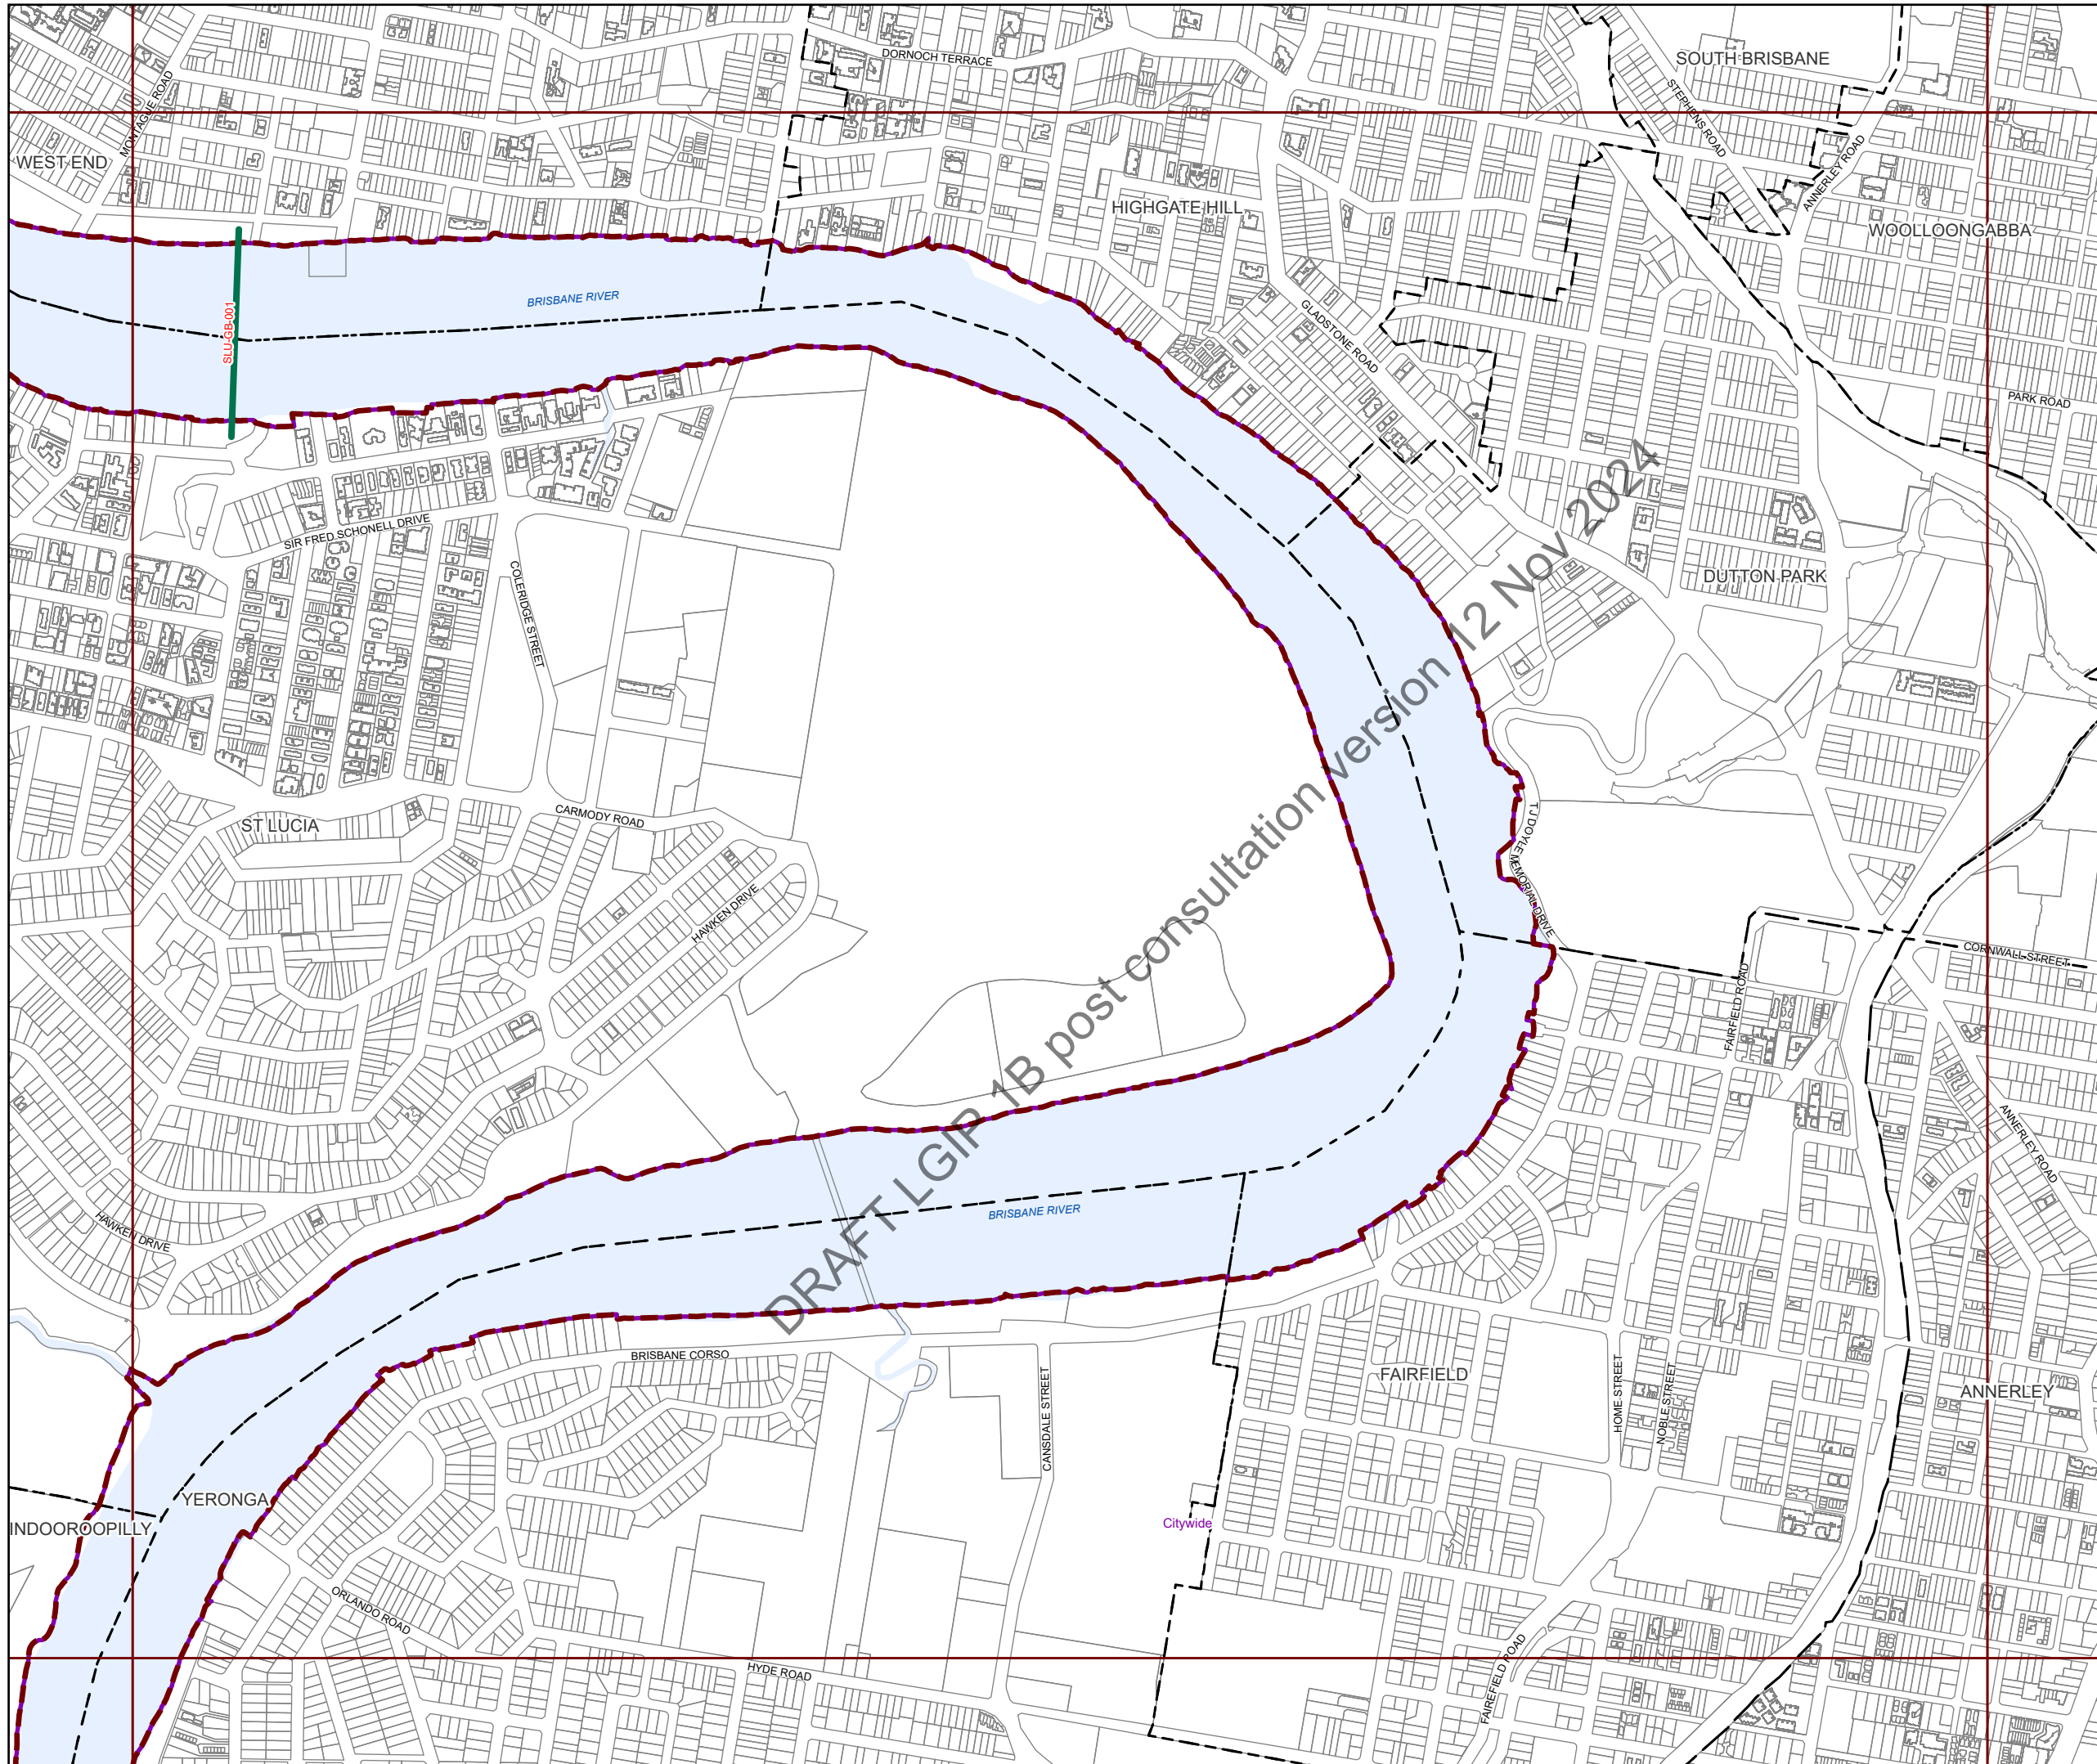 SOUTH BRISBANE
DORNOCH TERRACE
MONTAGUE ROAD
STEPHENS ROAD
WEST END
ANNERLEY ROAD
HIGHGATE HILL
WOOLLOONGABBA
BRISBANE RIVER
SLU-GB-001
GLADSTONE ROAD
PARK ROAD
SIR FRED SCHONELL DRIVE
COLERIDGE STREET
DUTTON PARK
DRAFT LGIP 1B post consultation version 12 Nov 2024
CARMODY ROAD
ST LUCIA
T J DOYLE MEMORIAL DRIVE
HAWKEN DRIVE
CORNWALL STREET
FAIRFIELD ROAD
ANNERLEY ROAD
BRISBANE RIVER
HAWKEN DRIVE
BRISBANE CORSO
CANSDALE STREET
FAIRFIELD
HOME STREET
NOBLE STREET
ANNERLEY
YERONGA
Citywide
INDOOROOPILLY
ORLANDO ROAD
HYDE ROAD
FAIREFIELD ROAD